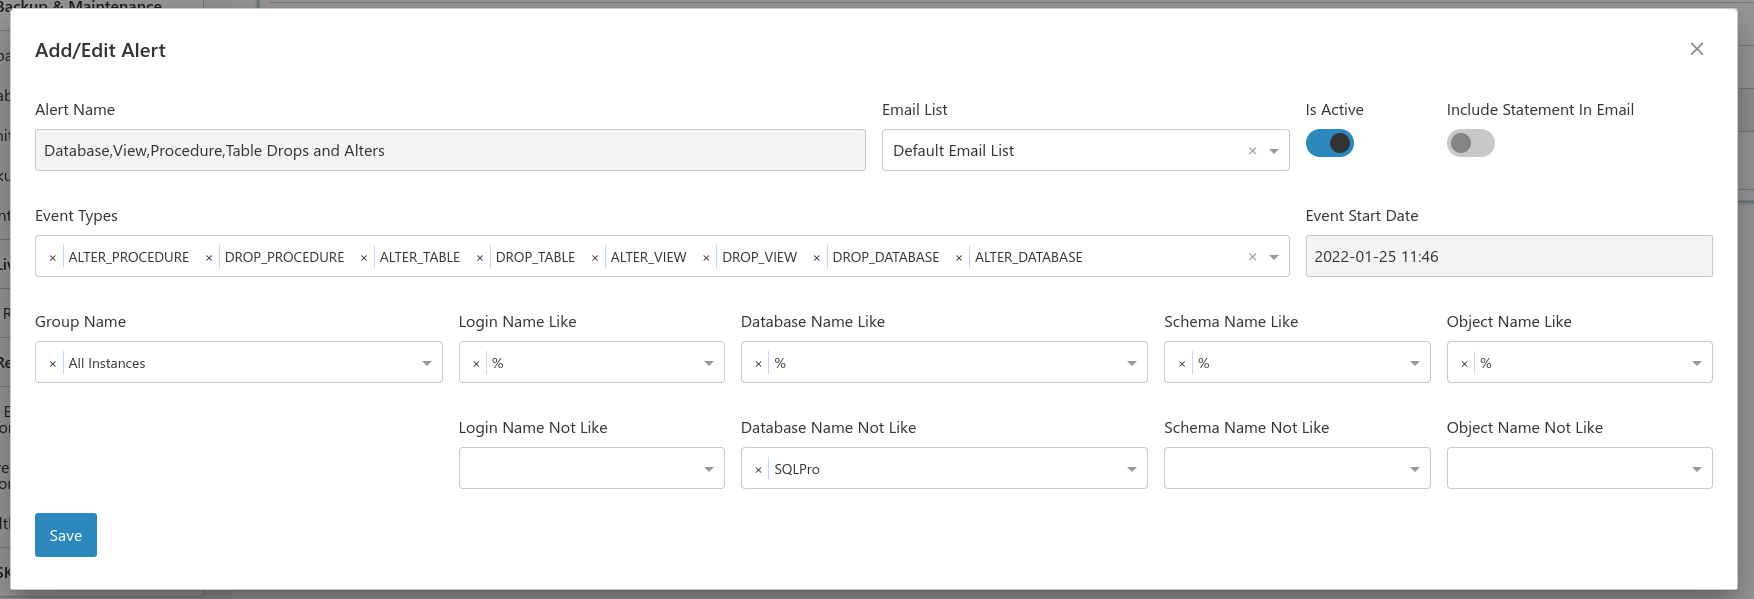 Backup & Maintenance
Add/Edit Alert
Alert Name
Email List
Is Active
Include Statement In Email
Database,View,Procedure,Table Drops and Alters
Default Email List
Event Types
Event Start Date
× ALTER_PROCEDURE × DROP_PROCEDURE × ALTER_TABLE × DROP_TABLE × ALTER_VIEW × DROP_VIEW × DROP_DATABASE × ALTER_DATABASE
2022-01-25 11:46
Group Name
Login Name Like
Database Name Like
Schema Name Like
Object Name Like
× All Instances
× %
× %
× %
× %
Login Name Not Like
Database Name Not Like
Schema Name Not Like
Object Name Not Like
× SQLPro
Save